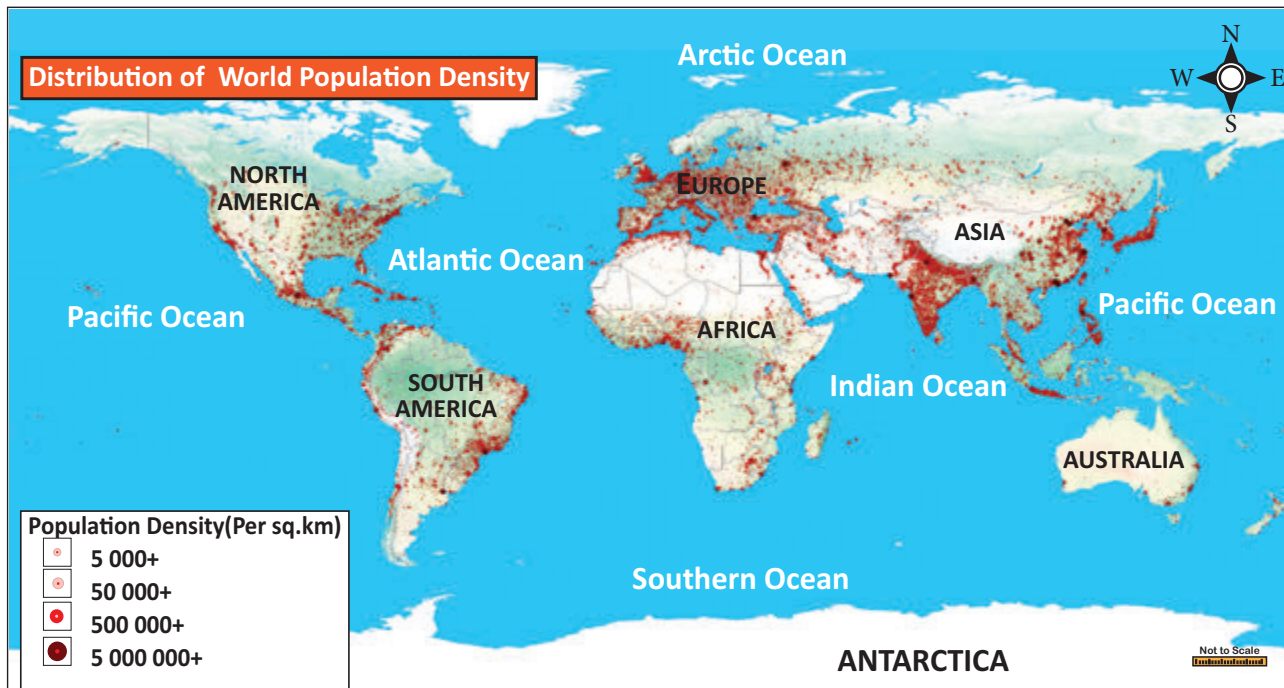 Distribution of  World Population Density
Arctic Ocean
N
W
E
S
NORTH
AMERICA
EUROPE
ASIA
Atlantic Ocean
Pacific Ocean
Pacific Ocean
AFRICA
SOUTH
AMERICA
Indian Ocean
AUSTRALIA
Population Density(Per sq.km)
5 000+
50 000+
500 000+
5 000 000+
Southern Ocean
ANTARCTICA
Not to Scale